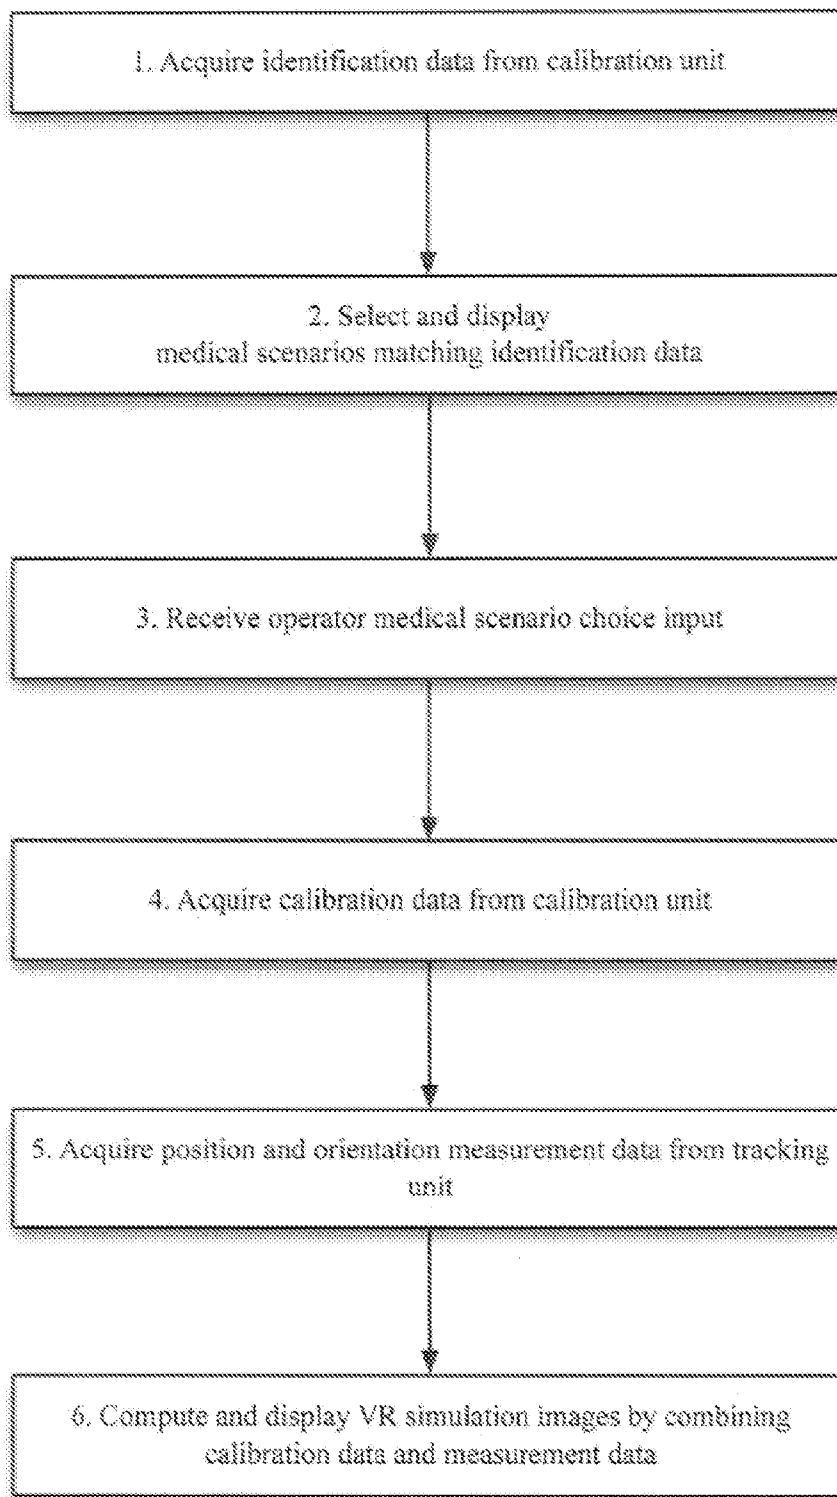 1. Acquire identification data from calibration unit
2. Select and display
medical scenarios matching identification data
3. Receive operator medical scenario choice input
4. Acquire calibration data from calibration unit
5. Acquire position and orientation measurement data from tracking
unit
6. Compute and display VR simulation images by combining
calibration data and measurement data